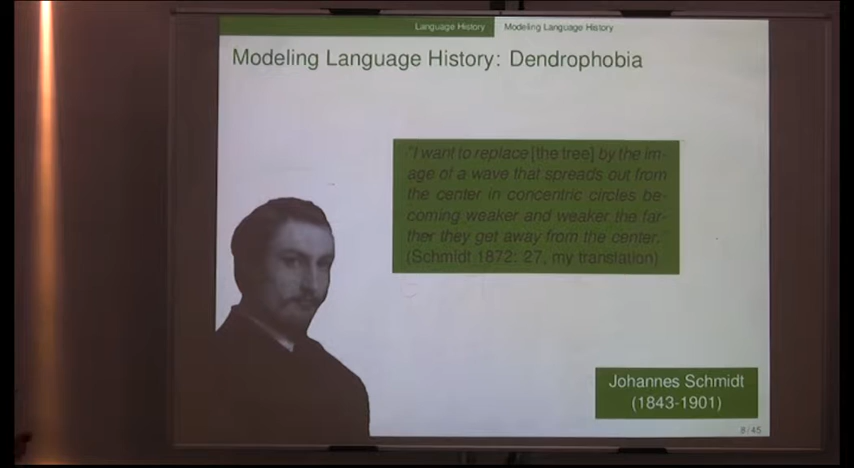 Language History Modeling Language History
Modeling Language History: Dendrophobia
"I want to replace [the tree] by the im-
age of a wave that spreads out from
the center in concentric circles be-
coming weaker and weaker the far-
ther they get away from the center."
(Schmidt 1872: 27, my translation)
Johannes Schmidt
(1843-1901)
8/45